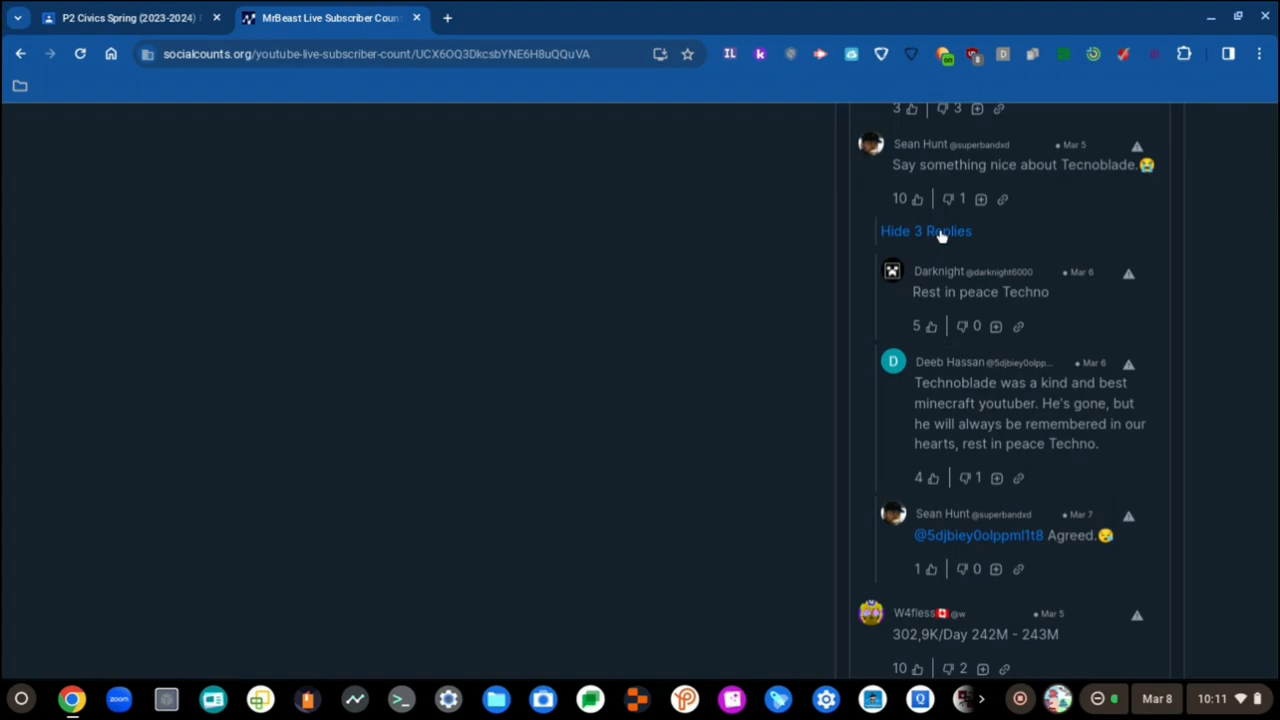 P2 Civics Spring (2023-2024)
MrBeast Live Subscriber Coun
socialcounts.org/youtube-live-subscriber-count/UCX6OQ3DkcsbYNE6H8uQQuVA
3 3
Sean Hunt @superbandxd • Mar 5
Say something nice about Tecnoblade.😭
10 1
Hide 3 Replies
Darknight @darknight6000 • Mar 6
Rest in peace Techno
5 0
D Deeb Hassan @5djbiey0olpp... • Mar 6
Technoblade was a kind and best
minecraft youtuber. He's gone, but
he will always be remembered in our
hearts, rest in peace Techno.
4 1
Sean Hunt @superbandxd • Mar 7
@5djbiey0olppml1t8 Agreed.😪
1 0
W4fless🇨🇦 @w • Mar 5
302,9K/Day 242M - 243M
10 2
zoom
Mar 8 10:11